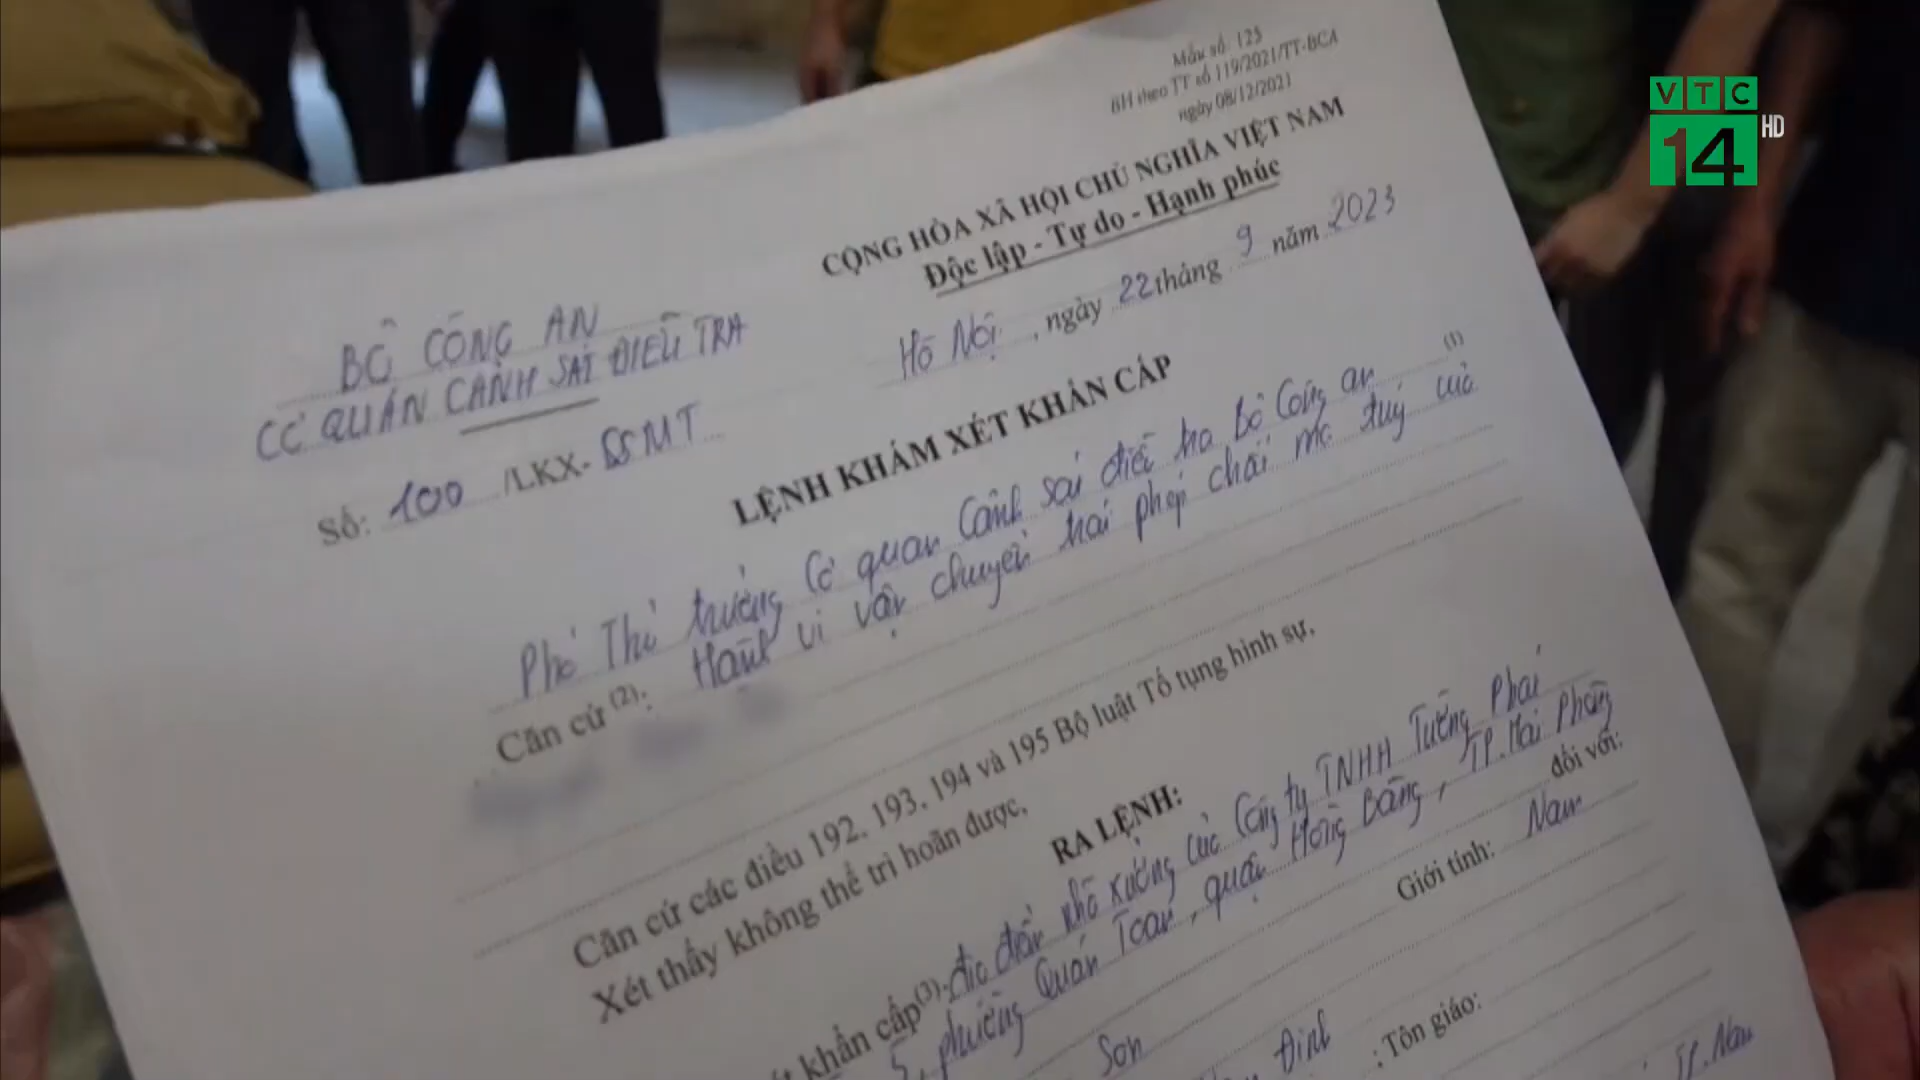 VTC
14 HD
Mẫu số: 125
BH theo TT số 119/2021/TT-BCA
ngày 08/12/2021
CỘNG HÒA XÃ HỘI CHỦ NGHĨA VIỆT NAM
Độc lập - Tự do - Hạnh phúc
BỘ CÔNG AN
CƠ QUAN CẢNH SÁT ĐIỀU TRA
Hà Nội, ngày 22 tháng 9 năm 2023
Số: 100 /LKX-
LỆNH KHÁM XÉT KHẨN CẤP
Phó Thủ trưởng Cơ quan Cảnh sát điều tra Bộ Công an (1)
Căn cứ (2): Hành vi vận chuyển trái phép chất ma túy của
Căn cứ các điều 192, 193, 194 và 195 Bộ luật Tố tụng hình sự,
Xét thấy không thể trì hoãn được,
RA LỆNH:
khẩn cấp (3): địa điểm nhà xưởng của Công ty TNHH Tường Phát
5, phường Quán Toan, quận Hồng Bàng, TP. Hải Phòng đối với:
Sơn Giới tính: Nam
Định Tôn giáo:
TP. Nam